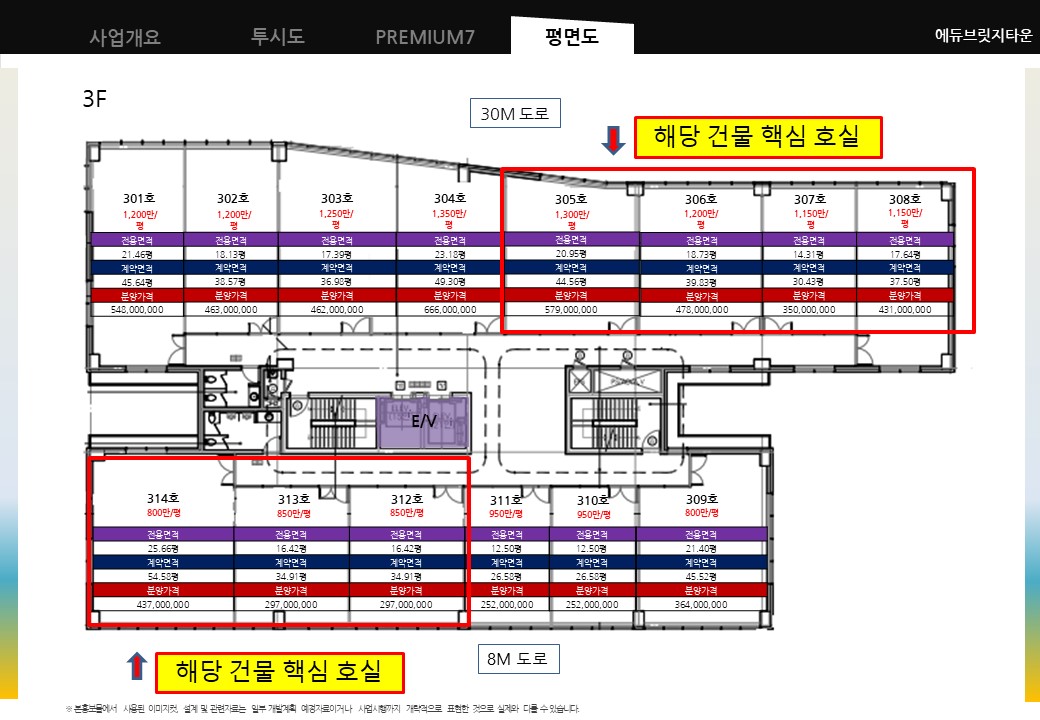 사업개요 투시도 PREMIUM7 평면도 에듀브릿지타운
3F
30M 도로
해당 건물 핵심 호실
301호 302호 303호 304호 305호 306호 307호 308호
1,200만/평 1,200만/평 1,250만/평 1,350만/평 1,300만/평 1,200만/평 1,150만/평 1,150만/평
전용면적 전용면적 전용면적 전용면적 전용면적 전용면적 전용면적 전용면적
21.46평 18.13평 17.39평 23.18평 20.95평 18.73평 14.31평 17.64평
계약면적 계약면적 계약면적 계약면적 계약면적 계약면적 계약면적 계약면적
45.64평 38.57평 36.98평 49.30평 44.56평 39.83평 30.43평 37.50평
분양가격 분양가격 분양가격 분양가격 분양가격 분양가격 분양가격 분양가격
548,000,000 463,000,000 462,000,000 666,000,000 579,000,000 478,000,000 350,000,000 431,000,000
E/V
314호 313호 312호 311호 310호 309호
800만/평 850만/평 850만/평 950만/평 950만/평 800만/평
전용면적 전용면적 전용면적 전용면적 전용면적 전용면적
25.66평 16.42평 16.42평 12.50평 12.50평 21.40평
계약면적 계약면적 계약면적 계약면적 계약면적 계약면적
54.58평 34.91평 34.91평 26.58평 26.58평 45.52평
분양가격 분양가격 분양가격 분양가격 분양가격 분양가격
437,000,000 297,000,000 297,000,000 252,000,000 252,000,000 364,000,000
8M 도로
해당 건물 핵심 호실
※ 본홍보물에서 사용된 이미지컷, 설계 및 관련자료는 일부 개발계획 예정자료이거나 사업시행까지 개략적으로 표현한 것으로 실제와 다를 수 있습니다.